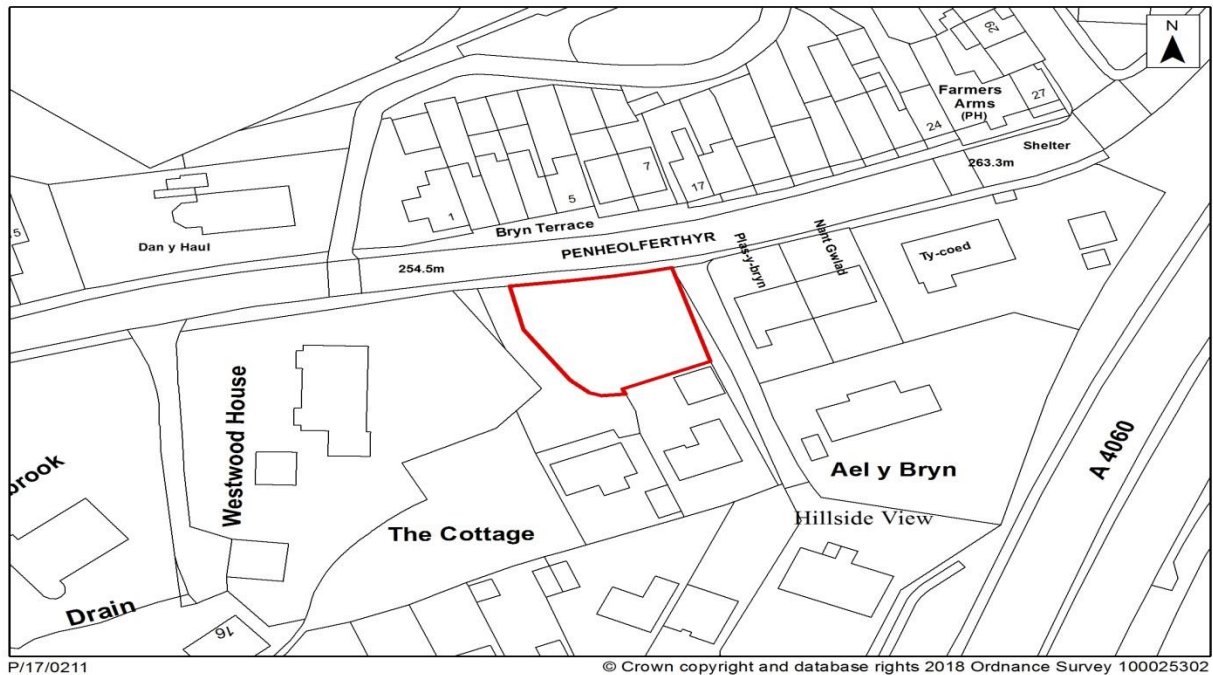 N
29
Farmers
Arms
(PH)
27
24
Shelter
263.3m
7
17
5
1
Bryn Terrace
Dan y Haul
PENHEOLFERTHYR
254.5m
Plas-y-bryn
Nant Gwlad
Ty-coed
Westwood House
A 4060
Ael y Bryn
Hillside View
The Cottage
brook
Drain
16
P/17/0211
© Crown copyright and database rights 2018 Ordnance Survey 100025302